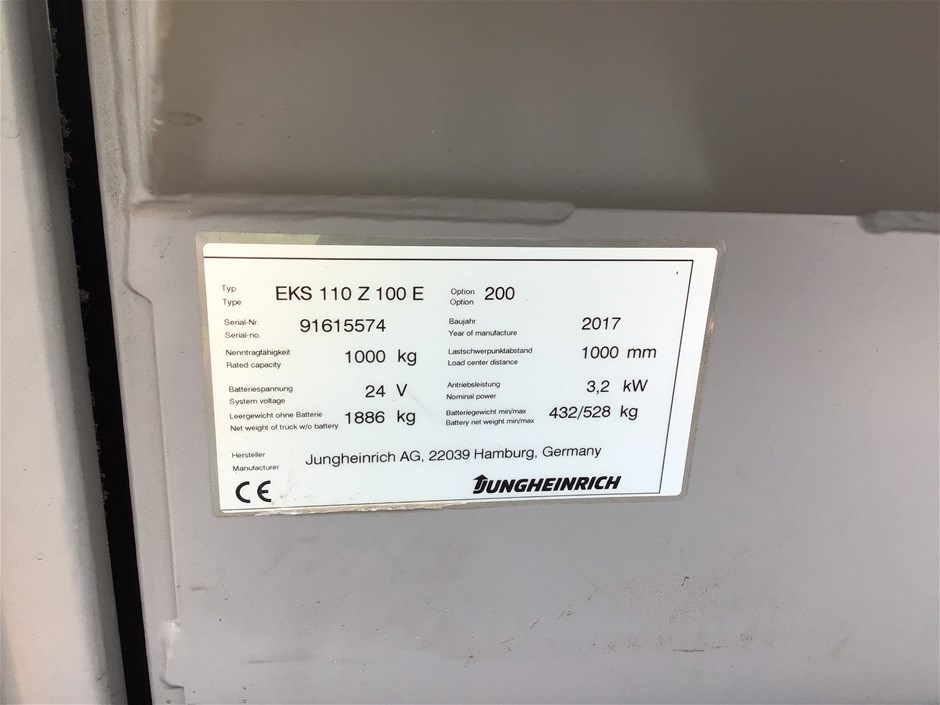 Typ
Type
EKS 110 Z 100 E
Option
Option
200
Serial-Nr.
Serial-no.
91615574
Baujahr
Year of manufacture
2017
Nenntragfähigkeit
Rated capacity
1000 kg
Lastschwerpunktabstand
Load center distance
1000 mm
Batteriespannung
System voltage
24 V
Antriebsleistung
Nominal power
3,2 kW
Leergewicht ohne Batterie
Net weight of truck w/o battery
1886 kg
Batteriegewicht min/max
Battery net weight min/max
432/528 kg
Hersteller
Manufacturer
Jungheinrich AG, 22039 Hamburg, Germany
CE
JUNGHEINRICH